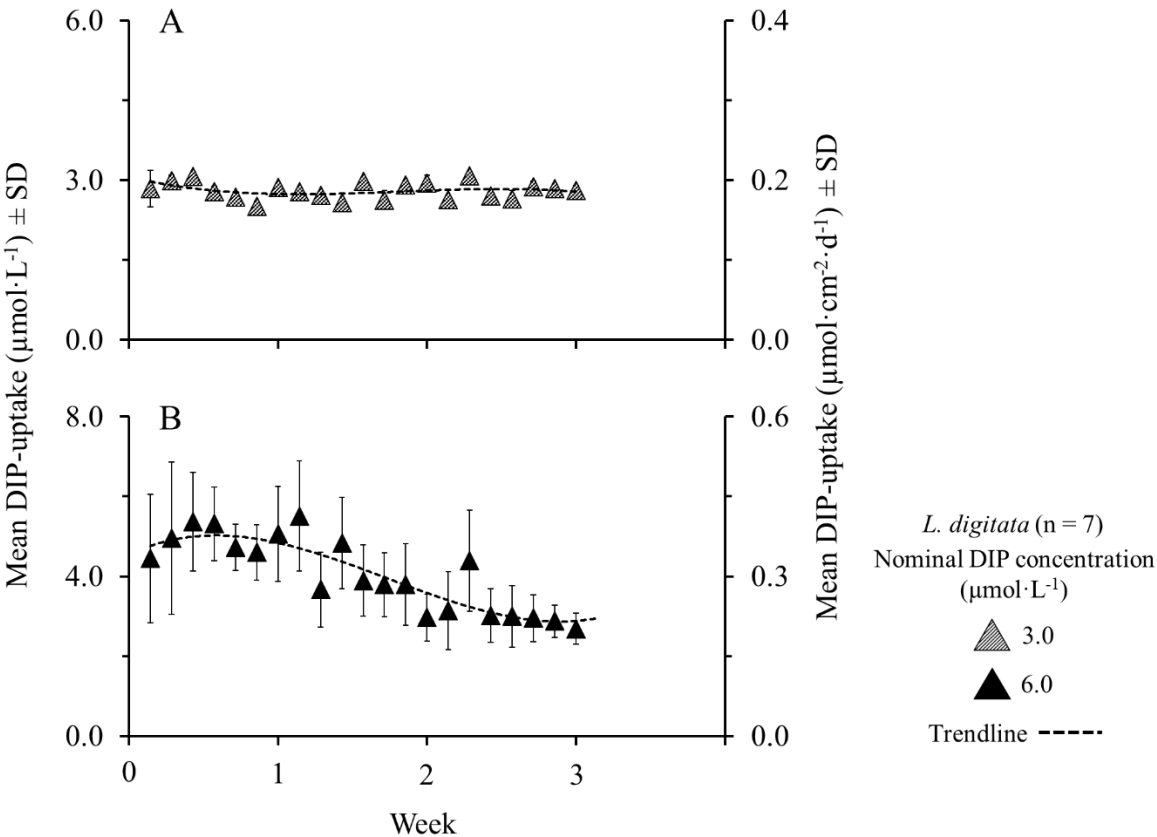 6.0
3.0
0.0
A
0.4
0.2
0.0
Mean DIP-uptake (µmol·L⁻¹) ± SD
Mean DIP-uptake (µmol·cm⁻²·d⁻¹) ± SD
8.0
4.0
0.0
B
0.6
0.3
0.0
0 1 2 3
Week
L. digitata (n = 7)
Nominal DIP concentration
(µmol·L⁻¹)
3.0
6.0
Trendline